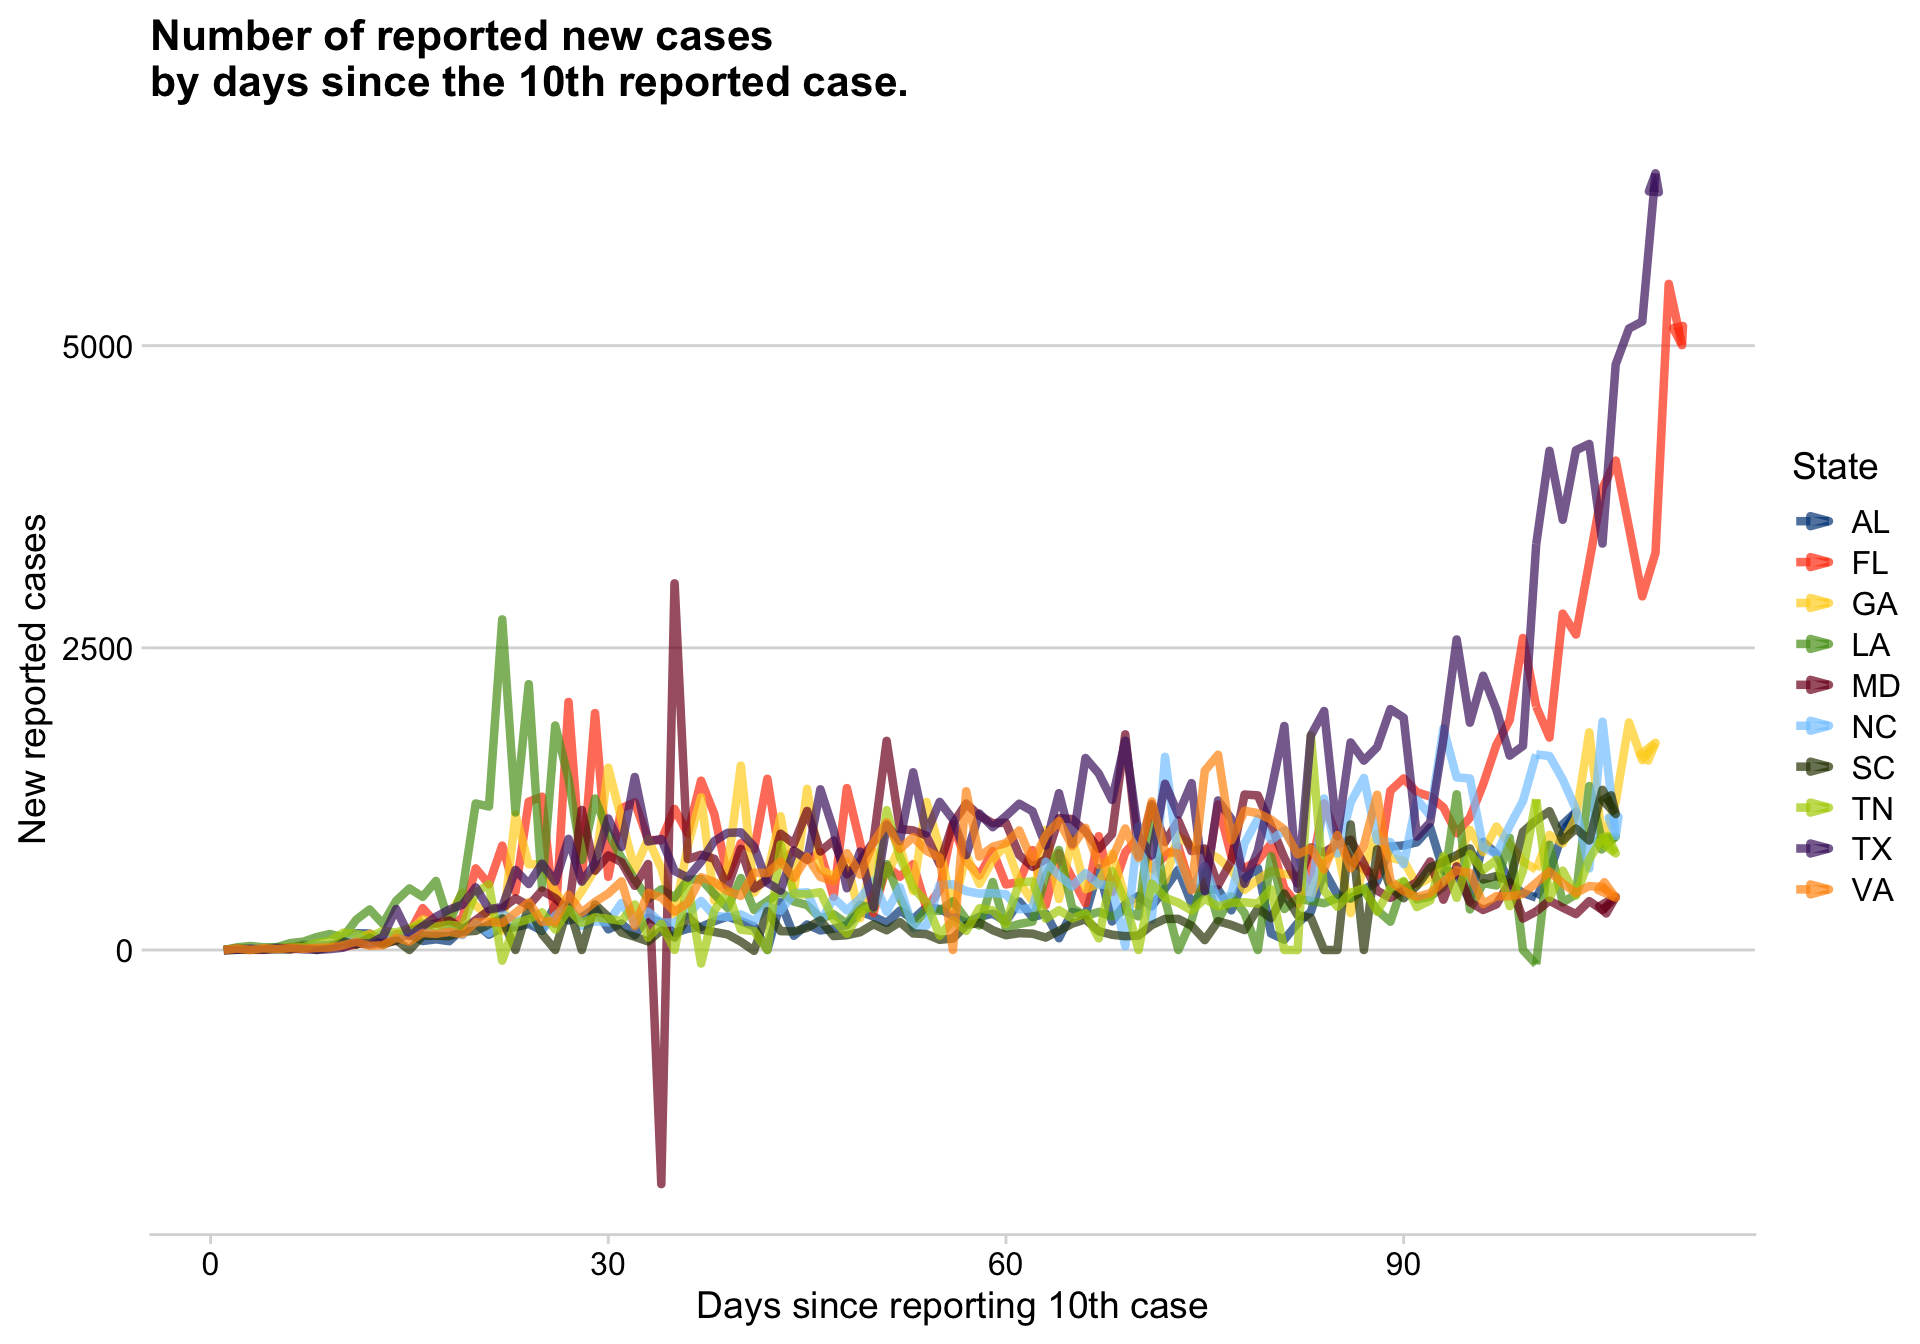 Number of reported new cases
by days since the 10th reported case.
New reported cases
5000
2500
0
0
30
60
90
Days since reporting 10th case
State
AL
FL
GA
LA
MD
NC
SC
TN
TX
VA